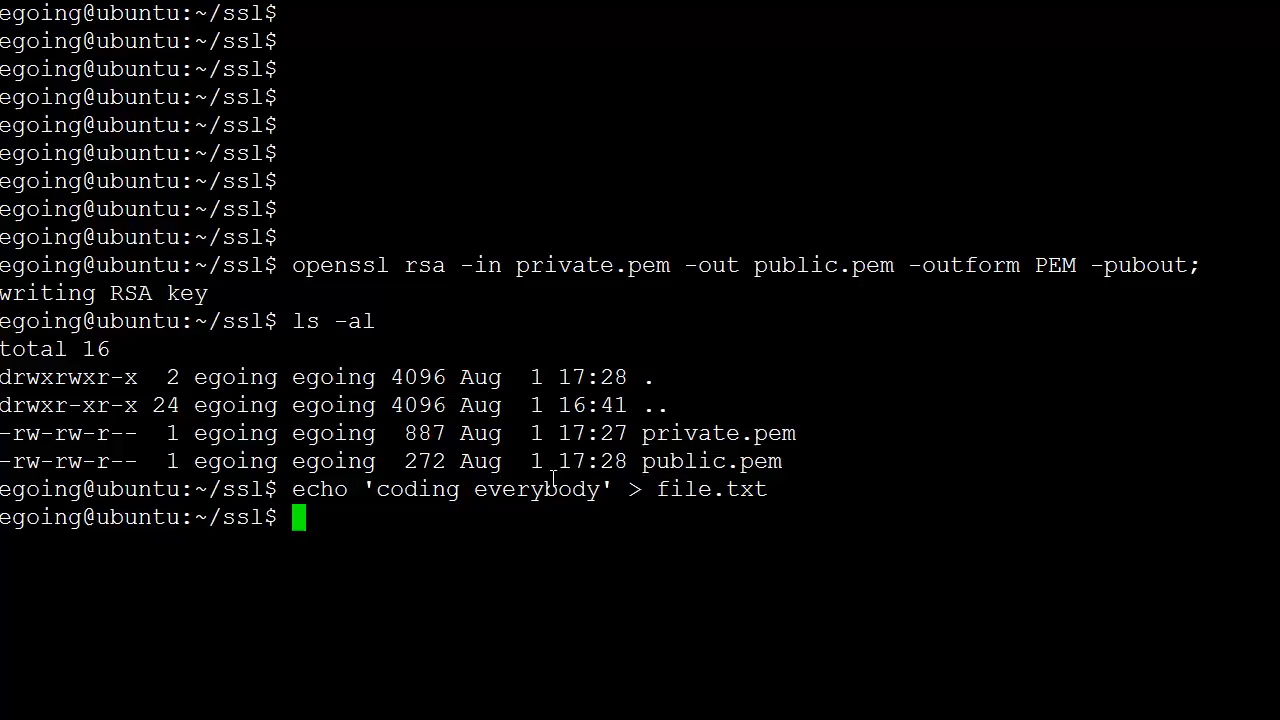 egoing@ubuntu:~/ssl$
egoing@ubuntu:~/ssl$
egoing@ubuntu:~/ssl$
egoing@ubuntu:~/ssl$
egoing@ubuntu:~/ssl$
egoing@ubuntu:~/ssl$
egoing@ubuntu:~/ssl$
egoing@ubuntu:~/ssl$
egoing@ubuntu:~/ssl$
egoing@ubuntu:~/ssl$ openssl rsa -in private.pem -out public.pem -outform PEM -pubout;
writing RSA key
egoing@ubuntu:~/ssl$ ls -al
total 16
drwxrwxr-x  2 egoing egoing 4096 Aug  1 17:28 .
drwxr-xr-x 24 egoing egoing 4096 Aug  1 16:41 ..
-rw-rw-r--  1 egoing egoing  887 Aug  1 17:27 private.pem
-rw-rw-r--  1 egoing egoing  272 Aug  1 17:28 public.pem
egoing@ubuntu:~/ssl$ echo 'coding everybody' > file.txt
egoing@ubuntu:~/ssl$